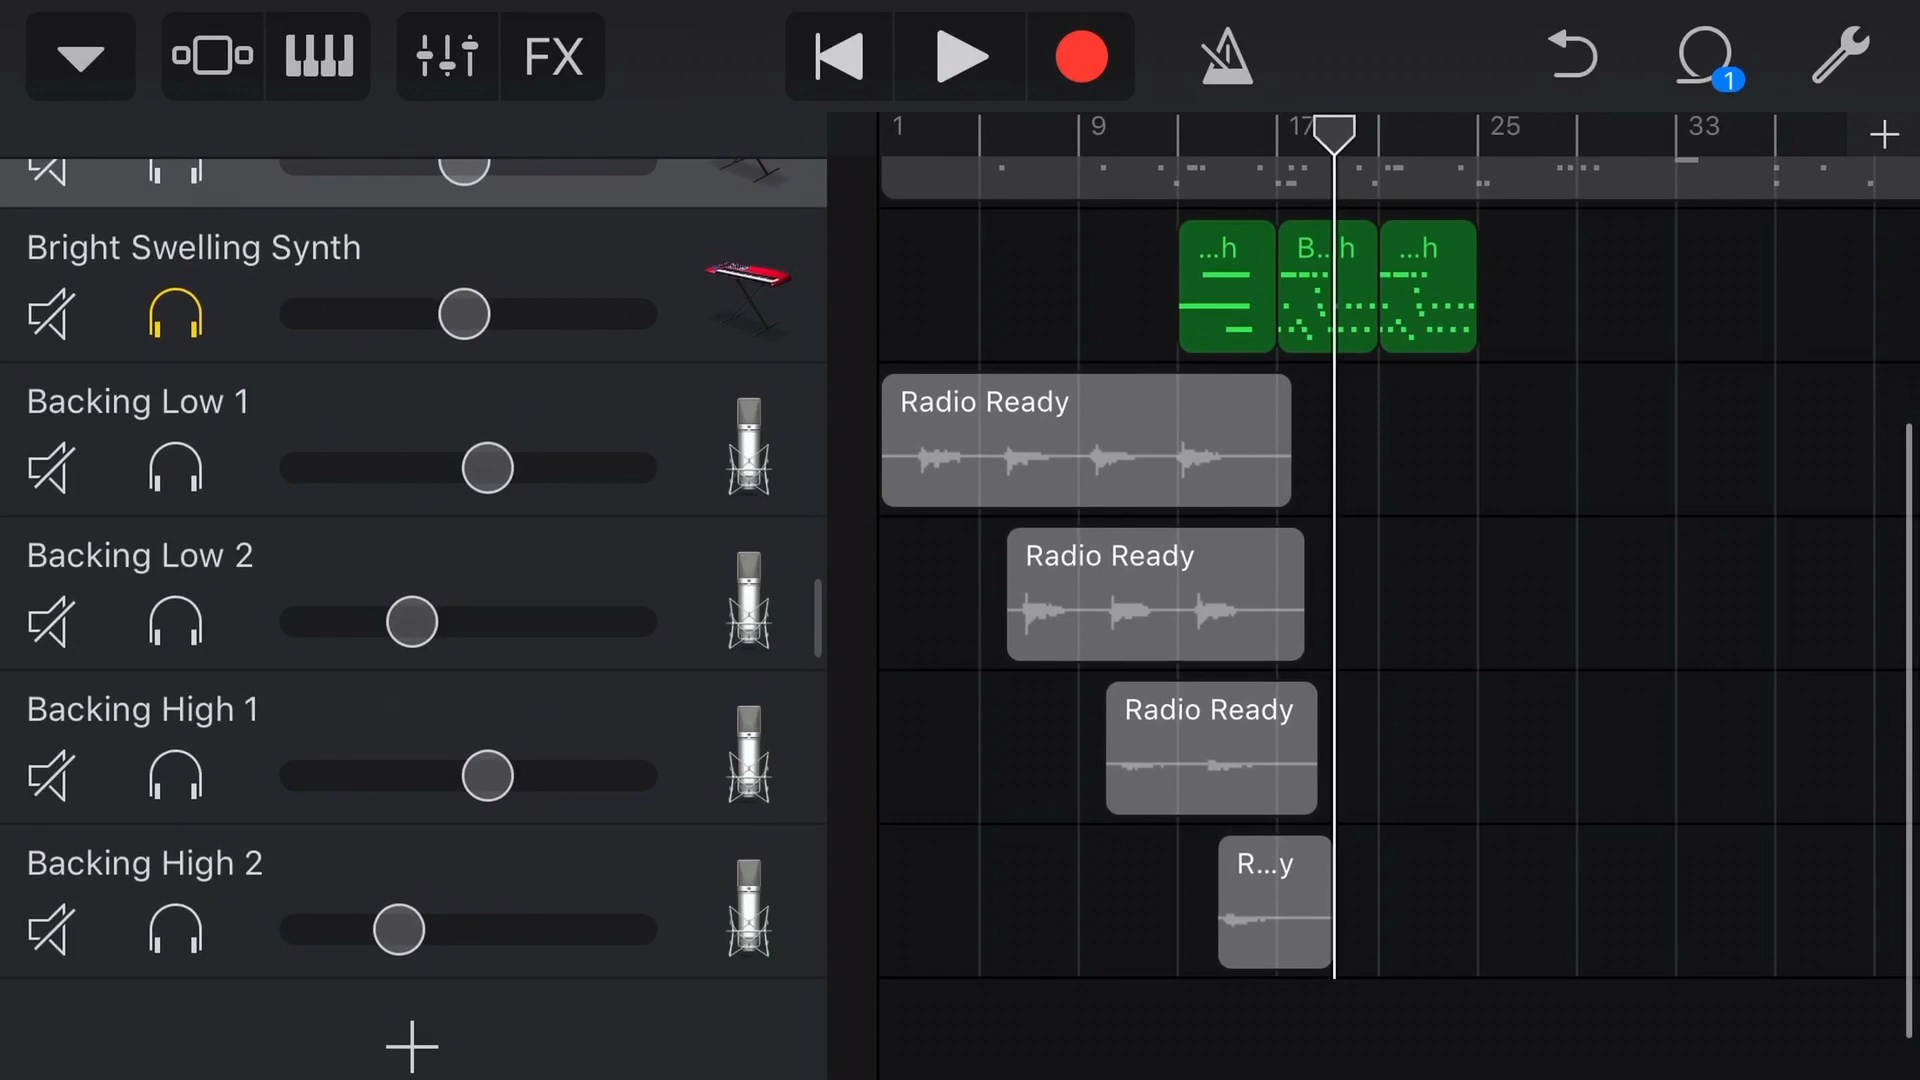 FX
1
1 9 17 25 33
Bright Swelling Synth
...h B...h ...h
Backing Low 1
Radio Ready
Backing Low 2
Radio Ready
Backing High 1
Radio Ready
Backing High 2
R...y